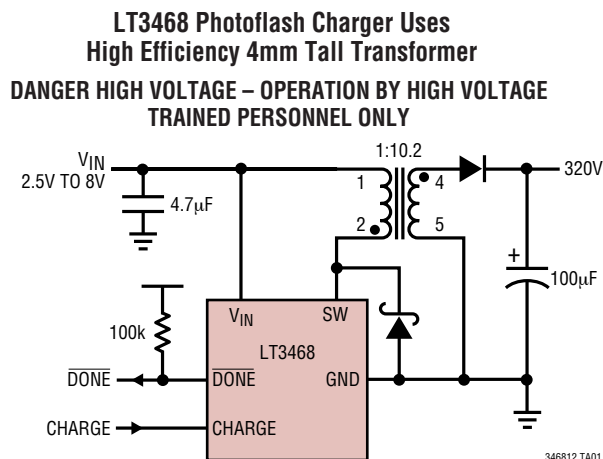 LT3468 Photoflash Charger Uses
High Efficiency 4mm Tall Transformer
DANGER HIGH VOLTAGE – OPERATION BY HIGH VOLTAGE
TRAINED PERSONNEL ONLY
1:10.2
VIN
2.5V TO 8V
4.7µF
1
2
4
5
320V
+
100µF
100k
VIN
SW
LT3468
DONE
DONE
GND
CHARGE
CHARGE
346812 TA01